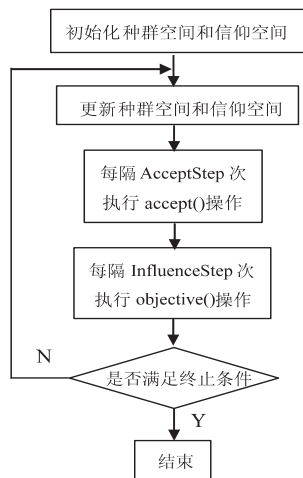 初始化种群空间和信仰空间
更新种群空间和信仰空间
每隔 AcceptStep 次
执行 accept()操作
每隔 InfluenceStep 次
执行 objective()操作
N
是否满足终止条件
Y
结束